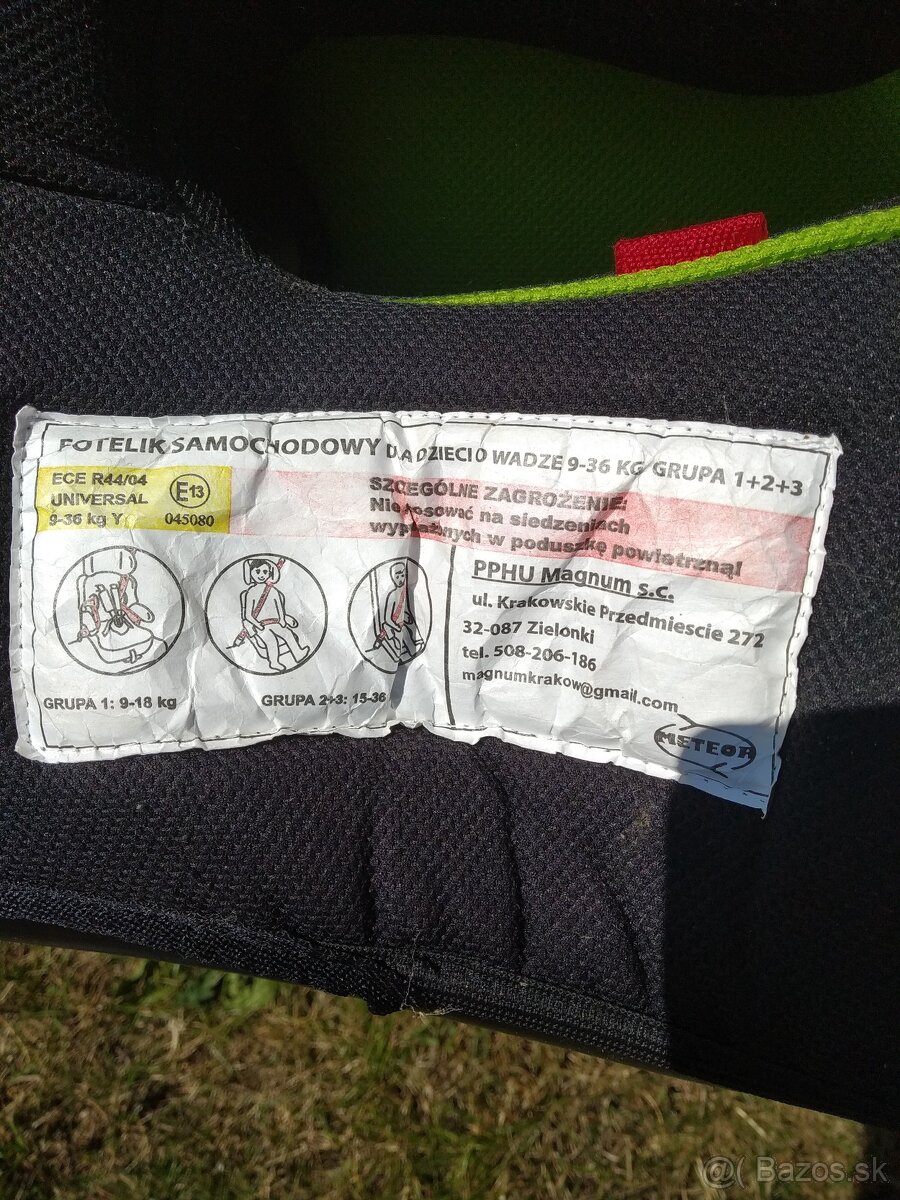 FOTELIK SAMOCHODOWY DLA DZIECI O WADZE 9-36 KG GRUPA 1+2+3
ECE R44/04
UNIVERSAL
9-36 kg Y
E13
045080
SZCZEGÓLNE ZAGROŻENIE:
Nie stosować na siedzeniach
wyposażonych w poduszkę powietrzną!
GRUPA 1: 9-18 kg
GRUPA 2+3: 15-36
PPHU Magnum s.c.
ul. Krakowskie Przedmiescie 272
32-087 Zielonki
tel. 508-206-186
magnumkrakow@gmail.com
METEOR
@( Bazos.sk